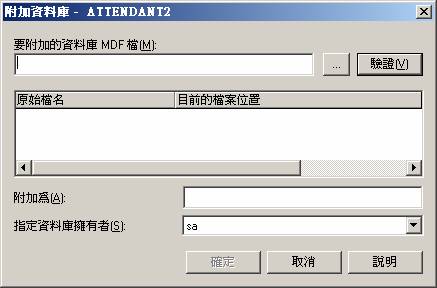 附加資料庫 - ATTENDANT2
要附加的資料庫 MDF 檔(M):
... 驗證(V)
原始檔名 目前的檔案位置
附加為(A):
指定資料庫擁有者(S): sa
確定 取消 說明